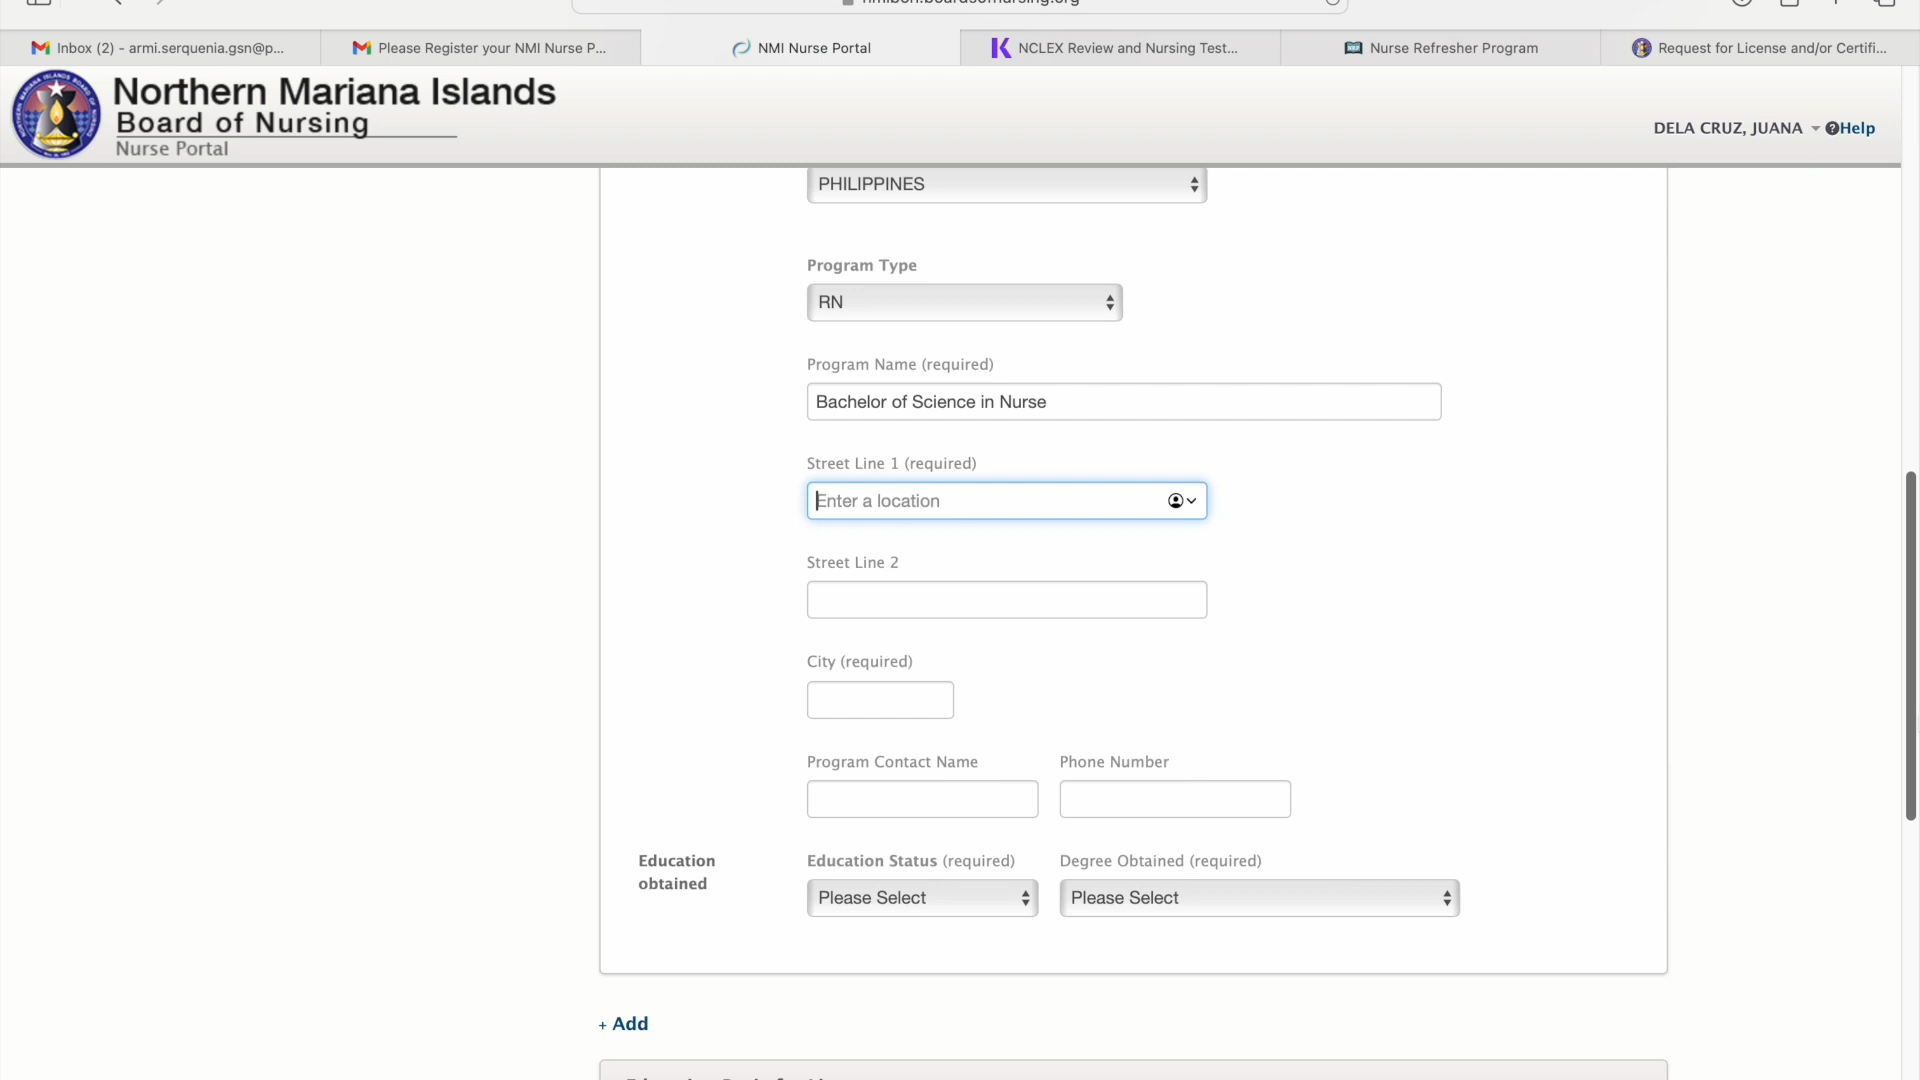 Inbox (2) - armi.serquenia.gsn@p...
Please Register your NMI Nurse P...
NMI Nurse Portal
NCLEX Review and Nursing Test...
Nurse Refresher Program
Request for License and/or Certifi...
Northern Mariana Islands
Board of Nursing
Nurse Portal
DELA CRUZ, JUANA
Help
PHILIPPINES
Program Type
RN
Program Name (required)
Bachelor of Science in Nurse
Street Line 1 (required)
Enter a location
Street Line 2
City (required)
Program Contact Name
Phone Number
Education obtained
Education Status (required)
Degree Obtained (required)
Please Select
Please Select
+ Add